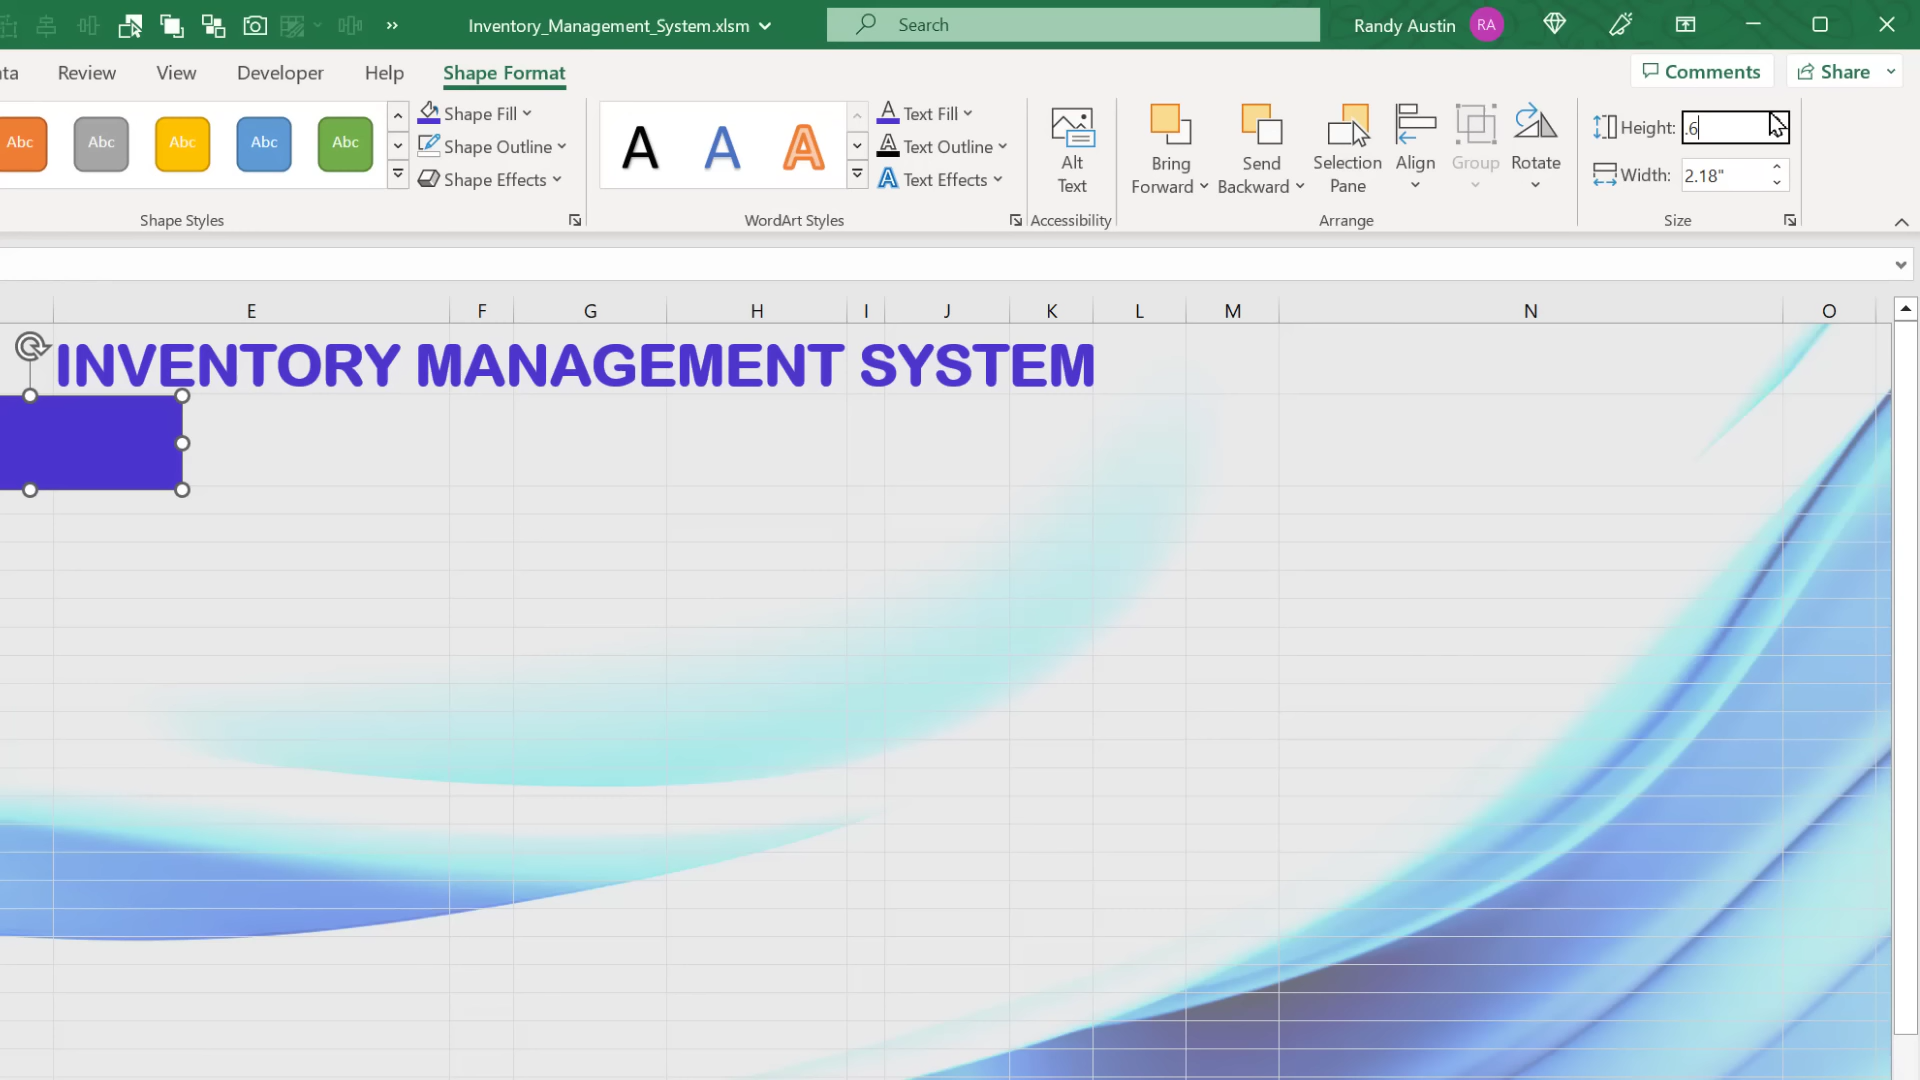 Inventory_Management_System.xlsm
Search
Randy Austin
RA
ta
Review
View
Developer
Help
Shape Format
Comments
Share
Abc
Abc
Abc
Abc
Abc
Shape Fill
Shape Outline
Shape Effects
Shape Styles
A
A
A
Text Fill
Text Outline
Text Effects
WordArt Styles
Alt
Text
Accessibility
Bring
Forward
Send
Backward
Selection
Pane
Align
Group
Rotate
Arrange
Height:
.6
Width:
2.18"
Size
E
F
G
H
I
J
K
L
M
N
O
INVENTORY MANAGEMENT SYSTEM